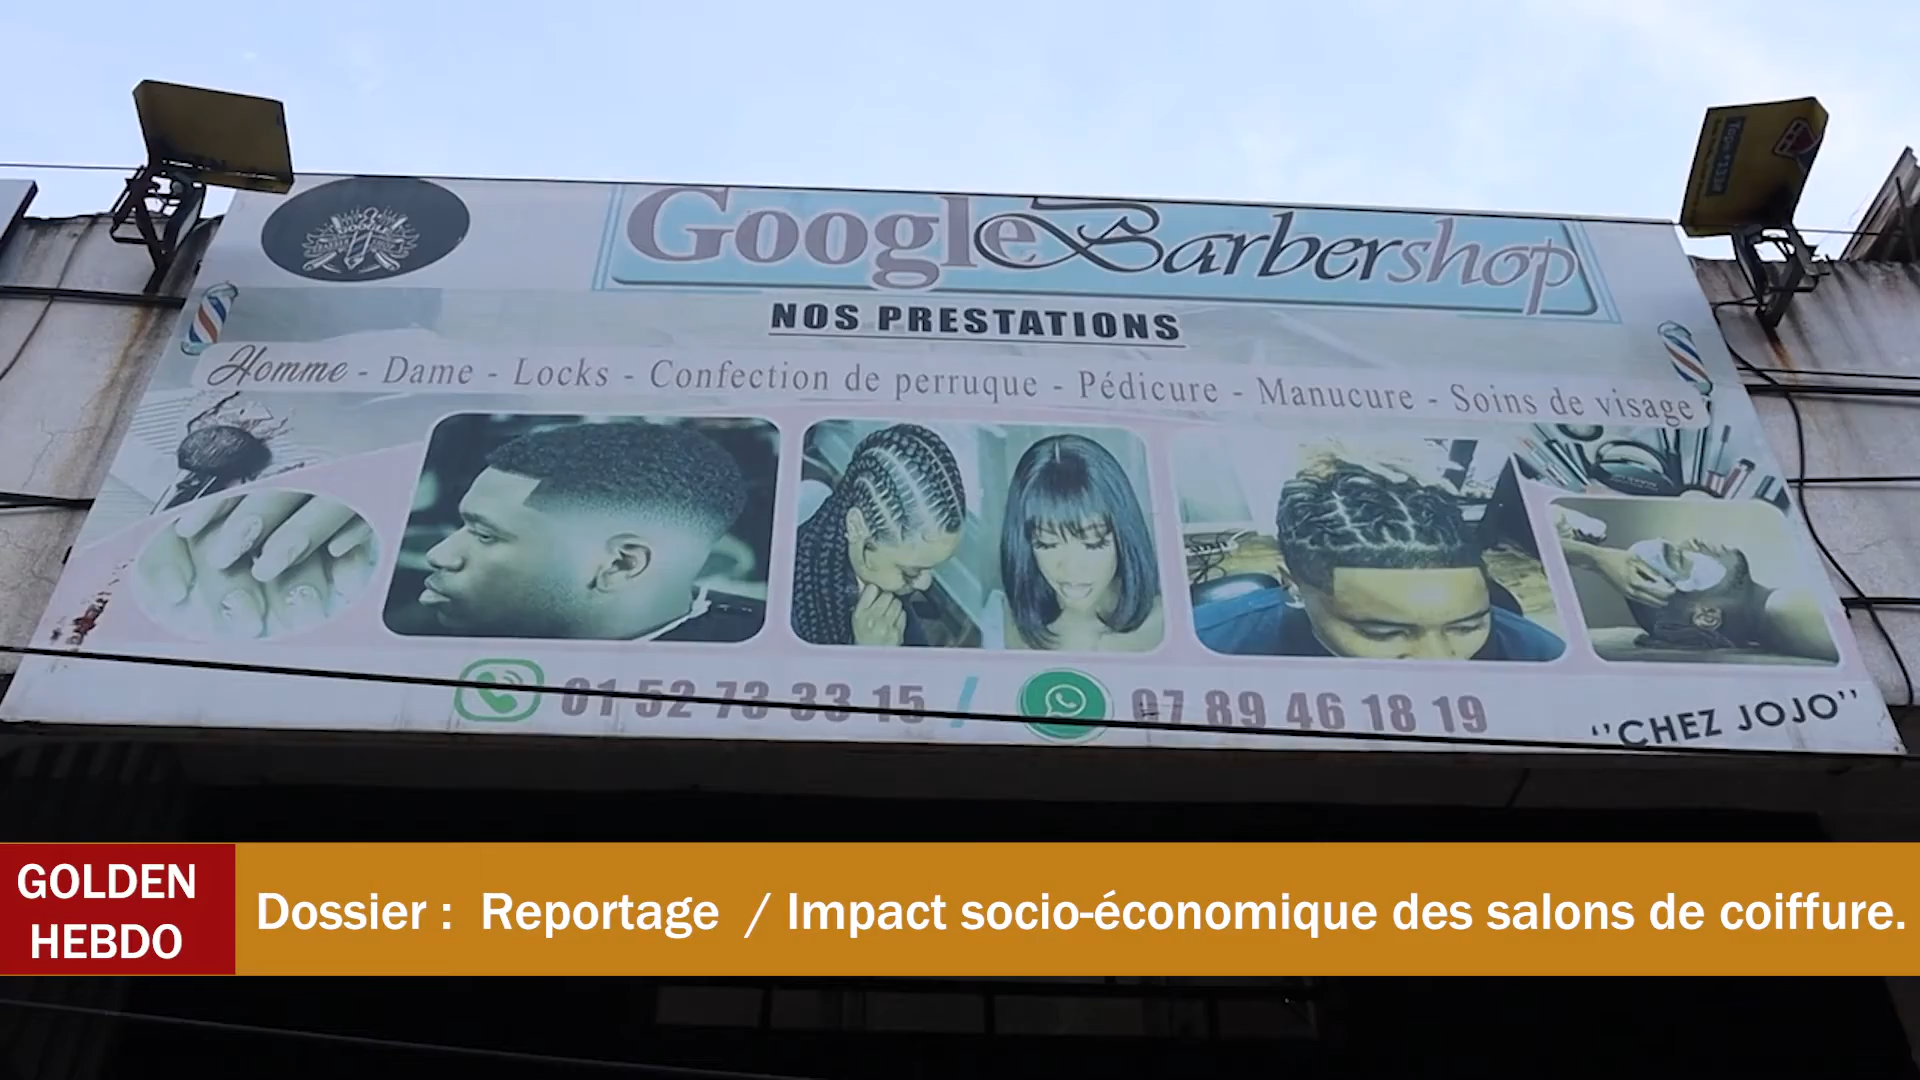 GOOGLE
Google Barbershop
NOS PRESTATIONS
Homme - Dame - Locks - Confection de perruque - Pédicure - Manucure - Soins de visage
01 52 73 33 15 / 07 89 46 18 19
''CHEZ JOJO''
GOLDEN
HEBDO
Dossier : Reportage / Impact socio-économique des salons de coiffure.